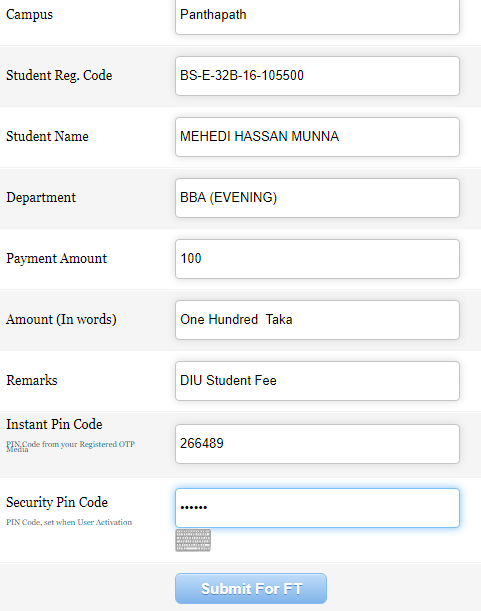 Campus Panthapath
Student Reg. Code BS-E-32B-16-105500
Student Name MEHEDI HASSAN MUNNA
Department BBA (EVENING)
Payment Amount 100
Amount (In words) One Hundred  Taka
Remarks DIU Student Fee
Instant Pin Code 266489
PIN Code from your Registered OTP
Media
Security Pin Code ••••••
PIN Code, set when User Activation
Submit For FT